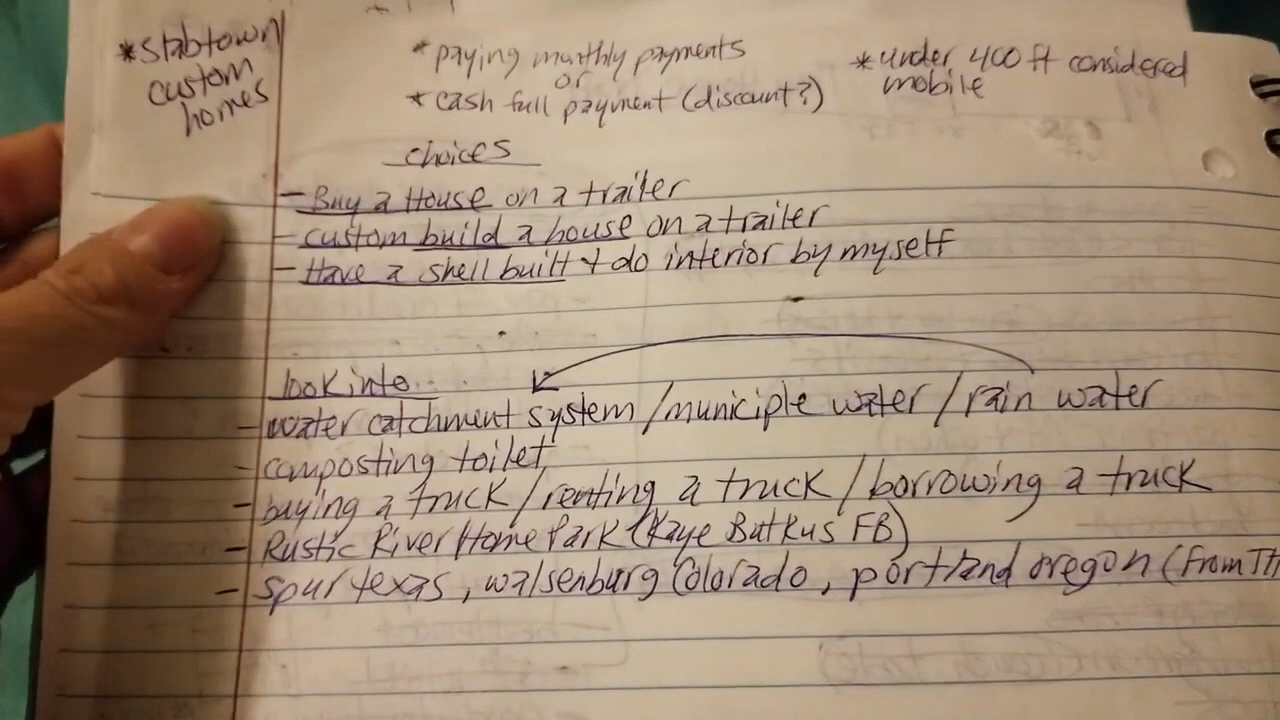 *stabtown
custom
homes
*paying monthly payments
or
*cash full payment (discount?)
*under 400 ft considered
mobile
choices
- Buy a House on a trailer
- custom build a house on a trailer
- Have a shell built + do interior by myself
look into...
- water catchment system/municiple water/rain water
- composting toilet
- buying a truck/renting a truck/borrowing a truck
- Rustic River Home Park (Kaye Butkus FB)
- spur texas, walsenburg Colorado, portland oregon (From